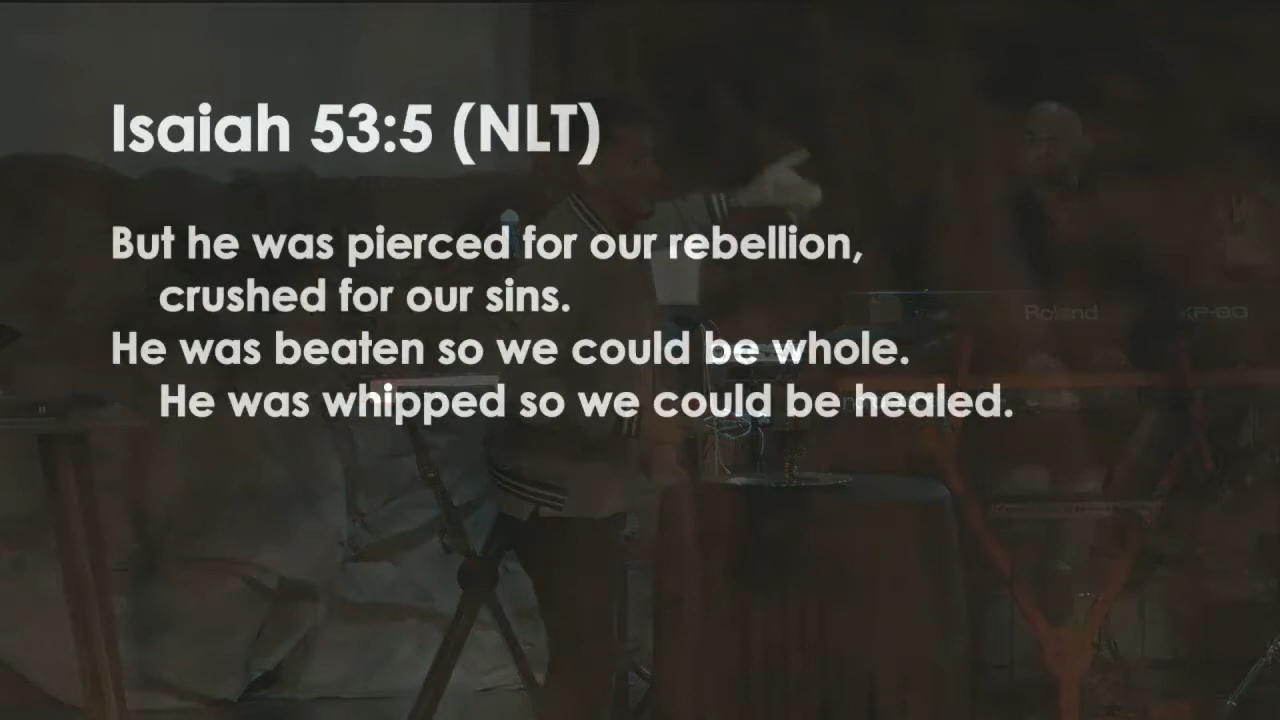 Isaiah 53:5 (NLT)
But he was pierced for our rebellion,
crushed for our sins.
He was beaten so we could be whole.
He was whipped so we could be healed.
Roland